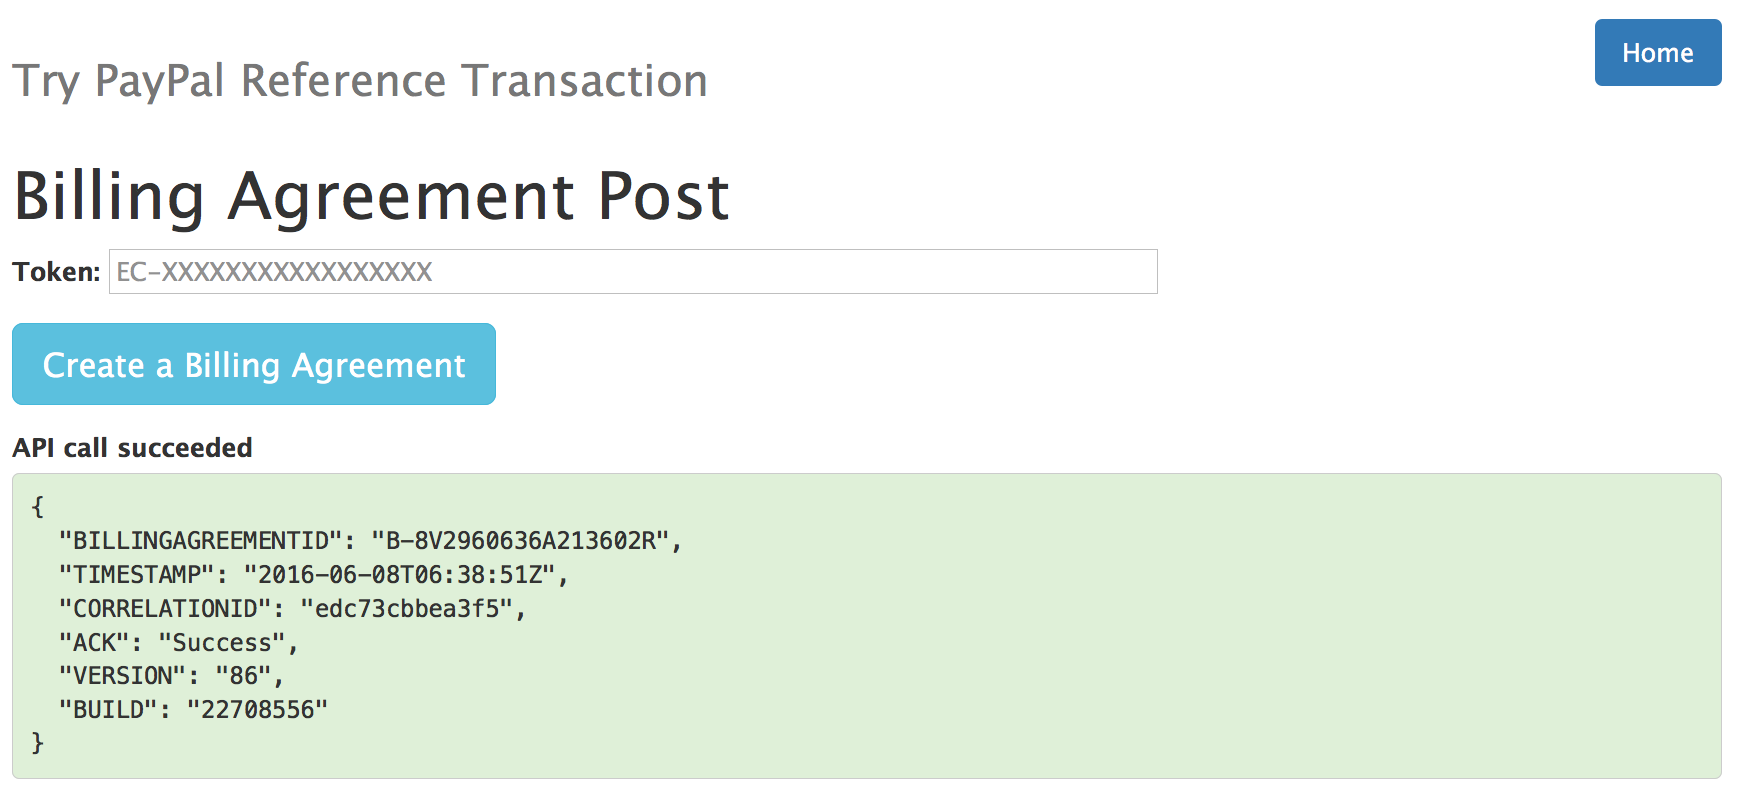 Home
Try PayPal Reference Transaction
Billing Agreement Post
Token: EC-XXXXXXXXXXXXXXXXX
Create a Billing Agreement
API call succeeded
{
"BILLINGAGREEMENTID": "B-8V2960636A213602R",
"TIMESTAMP": "2016-06-08T06:38:51Z",
"CORRELATIONID": "edc73cbbea3f5",
"ACK": "Success",
"VERSION": "86",
"BUILD": "22708556"
}